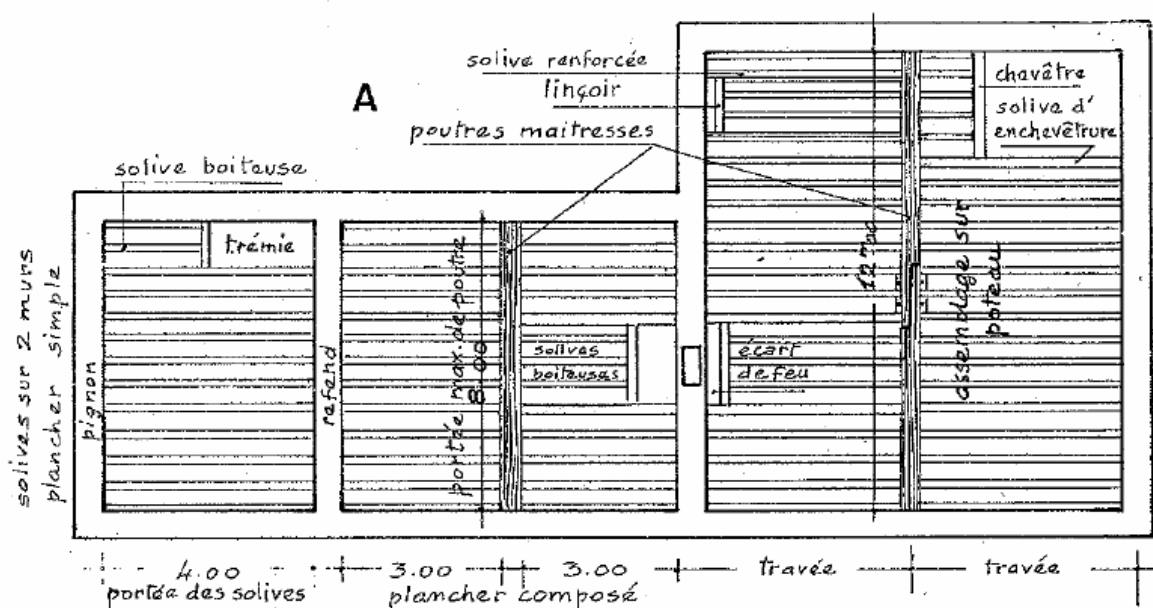 solive renforcée
linçoir
A
poutres maitresses
solive boiteuse
chavêtre
solive d'
enchevêtrure
trémie
solives sur 2 murs
plancher simple
pignon
refend
portée max. de poutre
8.00
solives
boiteuses
écart
de feu
12 m00
assemblage sur
poteau
4.00
portée des solives
3.00
3.00
plancher composé
travée
travée